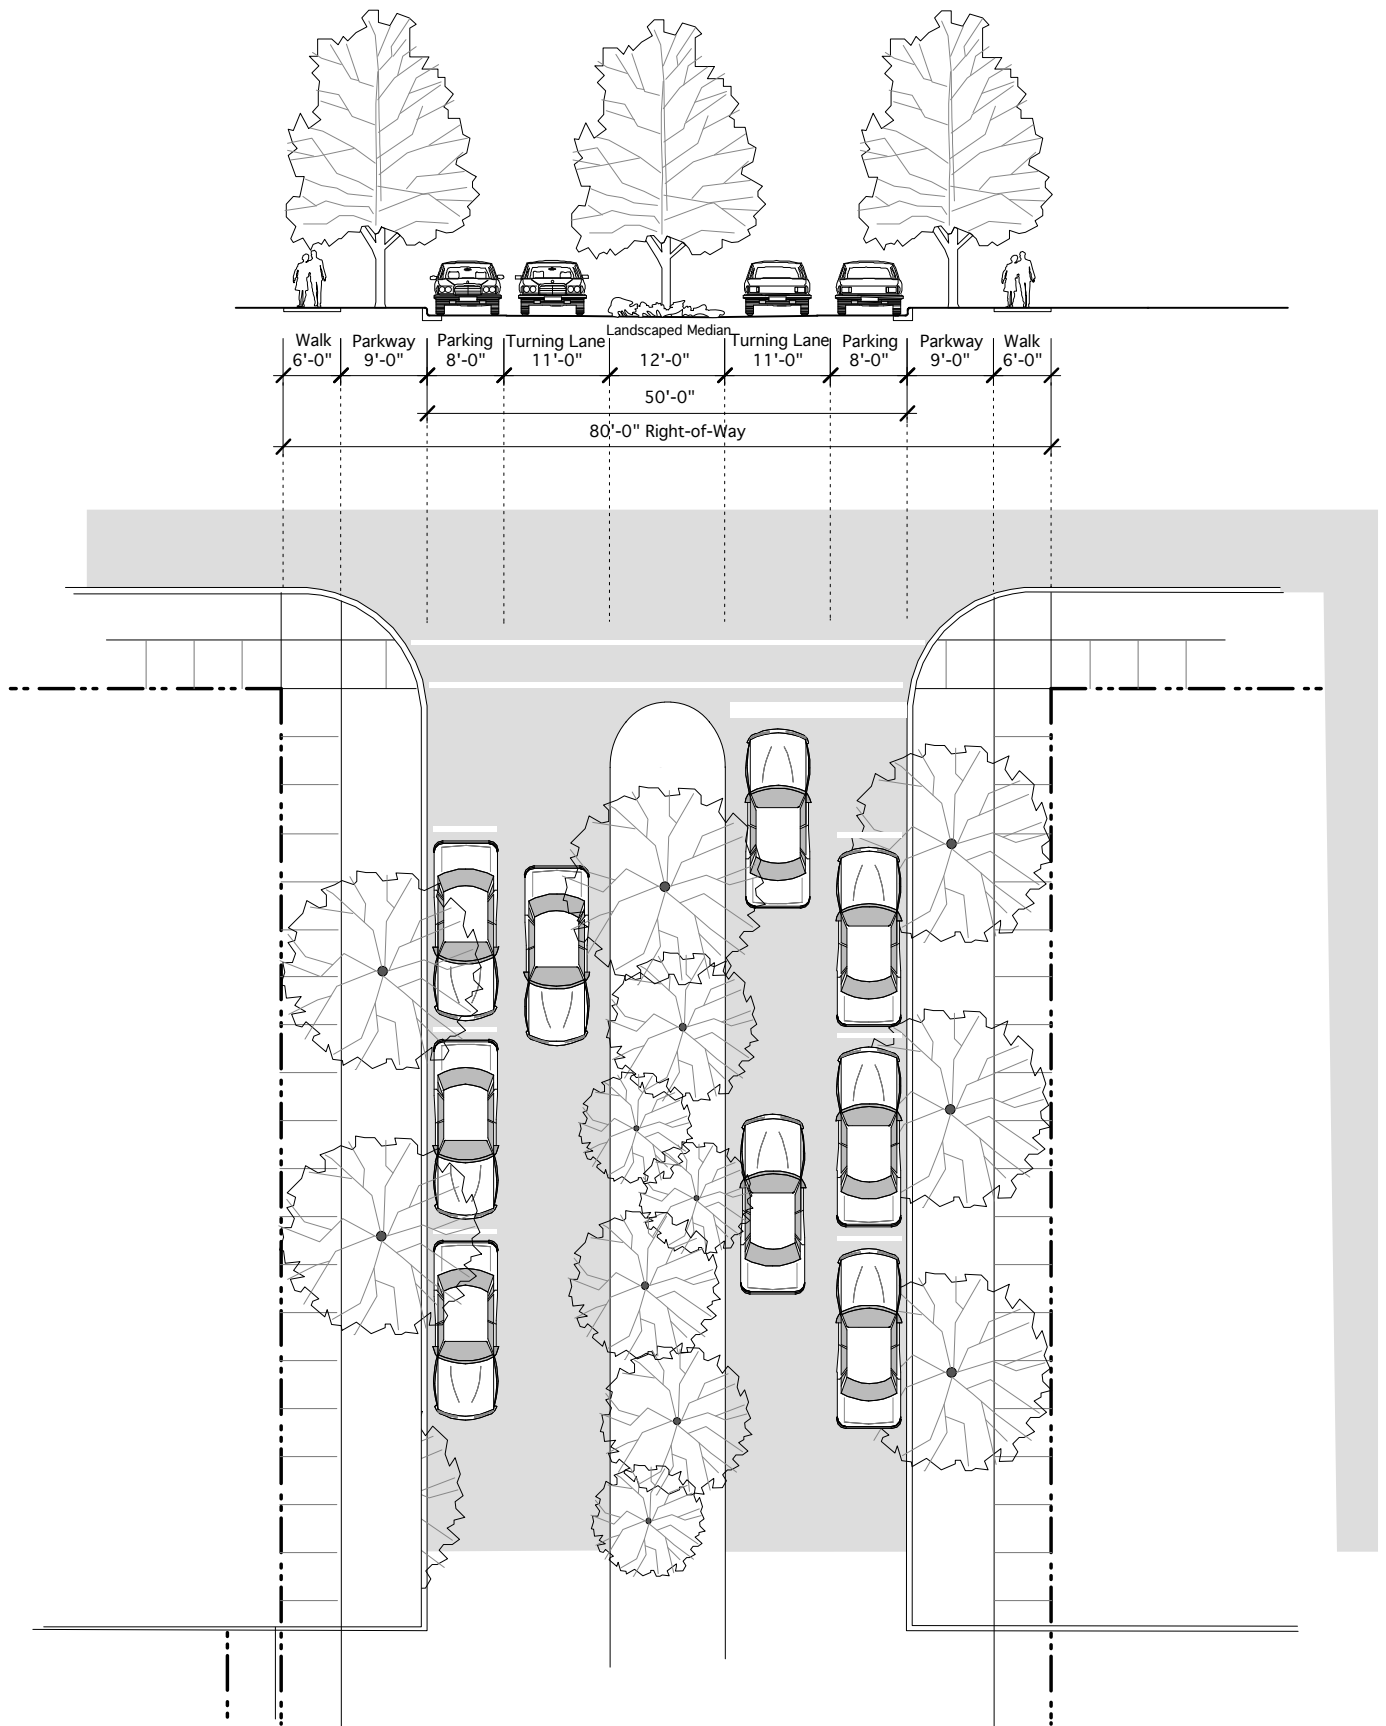 Landscaped Median
Walk Parkway Parking Turning Lane Turning Lane Parking Parkway Walk
6'-0" 9'-0" 8'-0" 11'-0" 12'-0" 11'-0" 8'-0" 9'-0" 6'-0"
50'-0"
80'-0" Right-of-Way